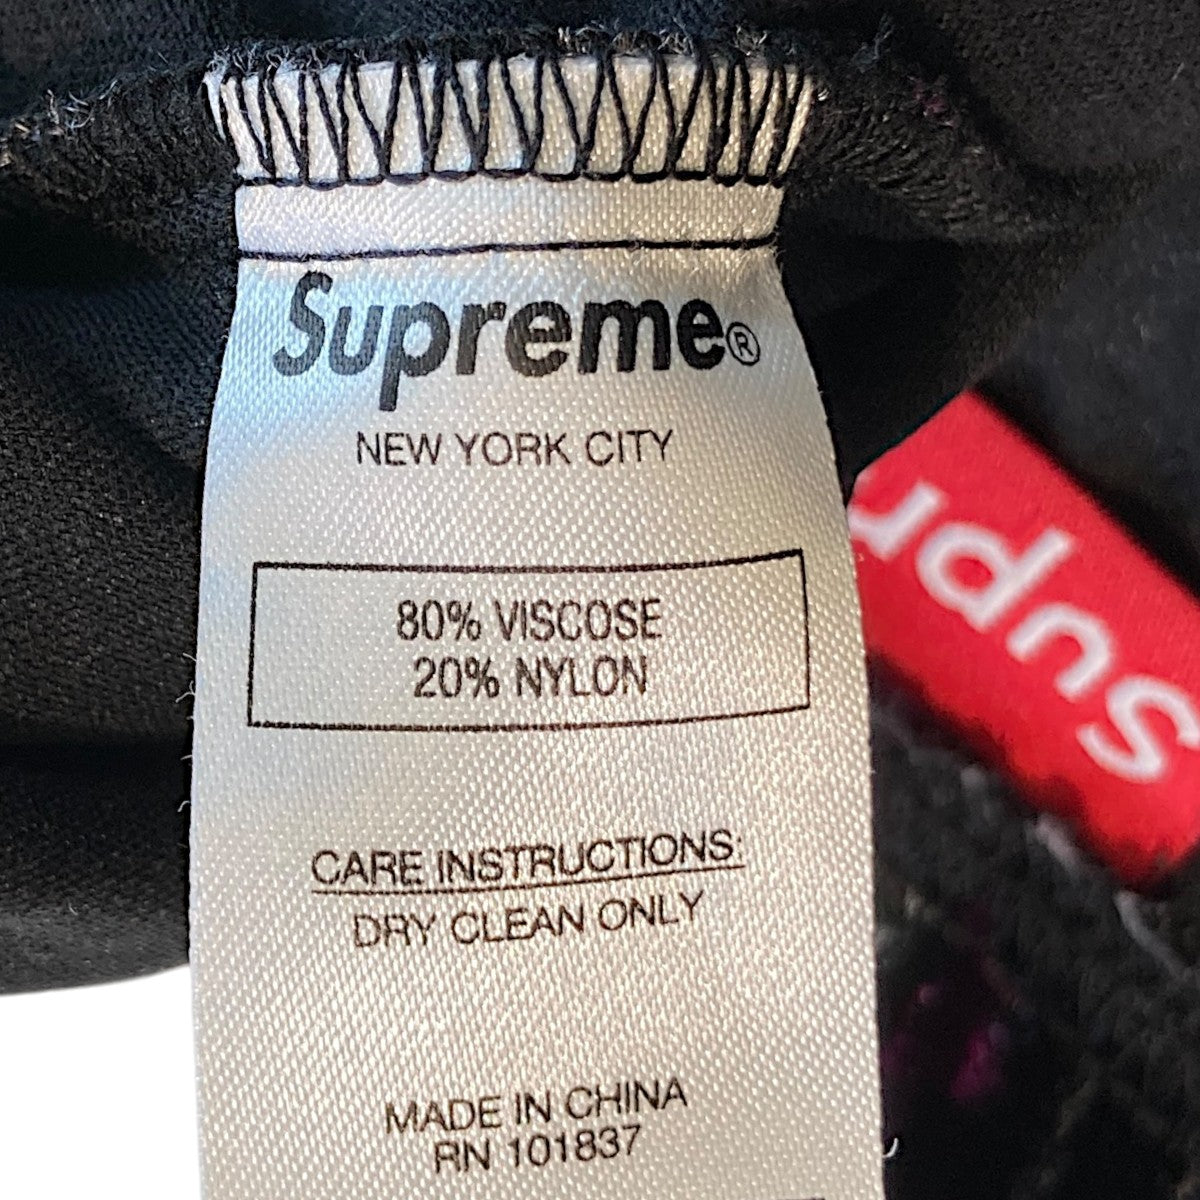 Supreme®
NEW YORK CITY
80% VISCOSE
20% NYLON
CARE INSTRUCTIONS:
DRY CLEAN ONLY
MADE IN CHINA
RN 101837
Supr